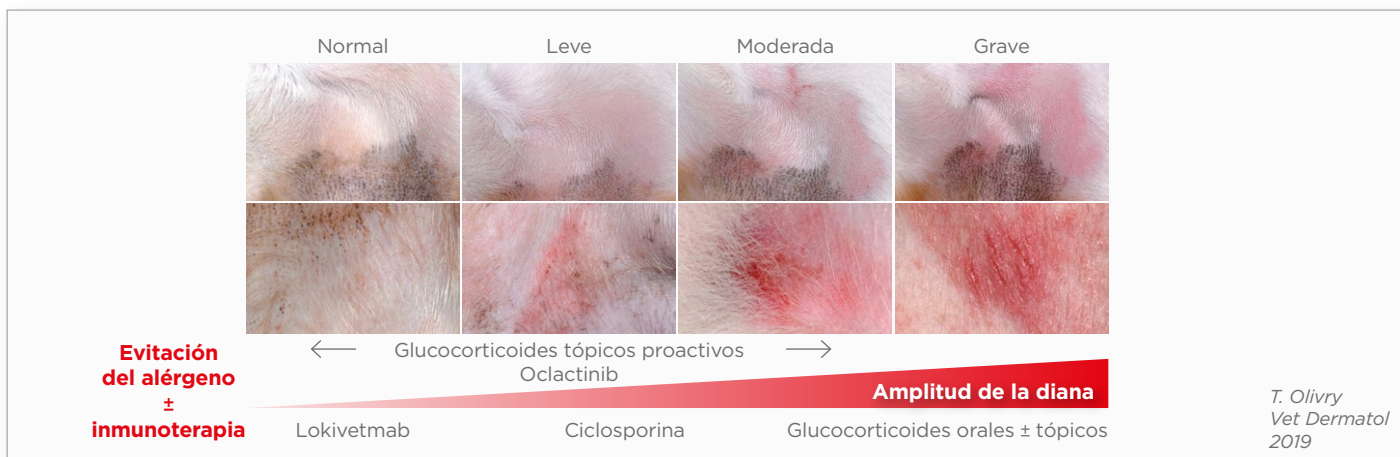 Normal
Leve
Moderada
Grave
Glucocorticoides tópicos proactivos
Oclactinib
Evitación
del alérgeno
±
inmunoterapia
Amplitud de la diana
Lokivetmab
Ciclosporina
Glucocorticoides orales ± tópicos
T. Olivry
Vet Dermatol
2019